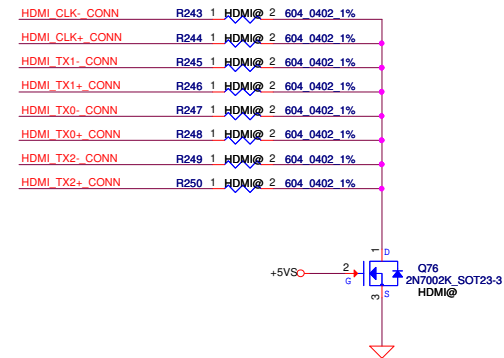 HDMI_CLK-_CONN R243 1 HDMI@ 2 604_0402_1%
HDMI_CLK+_CONN R244 1 HDMI@ 2 604_0402_1%
HDMI_TX1-_CONN R245 1 HDMI@ 2 604_0402_1%
HDMI_TX1+_CONN R246 1 HDMI@ 2 604_0402_1%
HDMI_TX0-_CONN R247 1 HDMI@ 2 604_0402_1%
HDMI_TX0+_CONN R248 1 HDMI@ 2 604_0402_1%
HDMI_TX2-_CONN R249 1 HDMI@ 2 604_0402_1%
HDMI_TX2+_CONN R250 1 HDMI@ 2 604_0402_1%
1 D
+5VS 2 G
Q76
2N7002K_SOT23-3
HDMI@
3 S